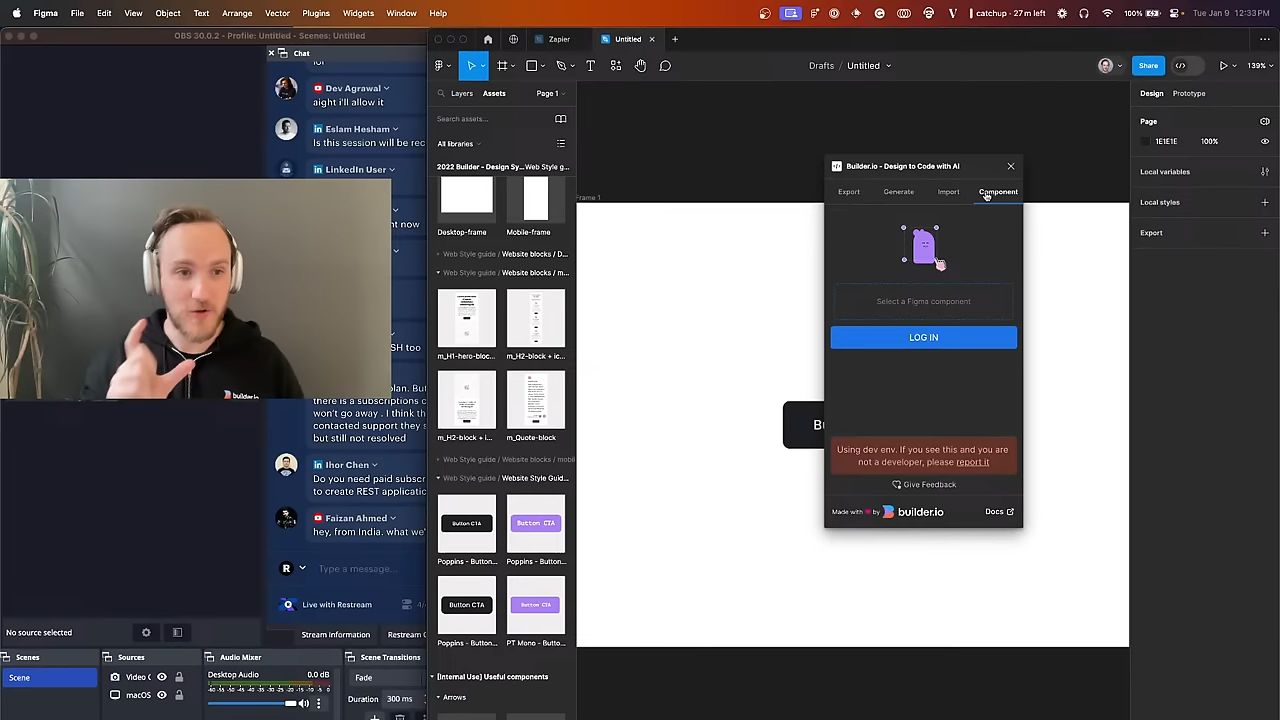 Figma File Edit View Object Text Arrange Vector Plugins Widgets Window Help
catchup · 27 m left
100%
12:33 PM
OBS 30.0.2 - Profile: Untitled - Scenes: Untitled
Chat
Dev Agrawal
aight i'll allow it
Eslam Hesham
Is this session will be rec
LinkedIn User
nt now
SH too
plan. But
there is a subscriptions c
won't go away . I think the
contacted support they s
but still not resolved
Ihor Chen
Do you need paid subscr
to create REST applicatio
Faizan Ahmed
hey, from India. what we'
R
Type a message...
Live with Restream
Stream information
Restream C
No source selected
Scenes
Scene
Sources
Video C
macOS
Audio Mixer
Desktop Audio
0.0 dB
Scene Transitions
Fade
Duration
300 ms
Zapier
Untitled
Drafts / Untitled
Share
139%
Layers
Assets
Page 1
Search assets...
All libraries
2022 Builder - Design Sy... Web Style g...
Desktop-frame
Mobile-frame
Web Style guide / Website blocks / D...
Web Style guide / Website blocks / m...
m_H1-hero-bloc...
m_H2-block + ic...
m_H2-block + i...
m_Quote-block
Web Style guide / Website blocks / mobil
Web Style guide / Website Style Guid...
Button CTA
Button CTA
Poppins - Button...
Poppins - Button...
Button CTA
Button CTA
Poppins - Button...
PT Mono - Butto...
[Internal Use] Useful components
Arrows
Frame 1
Bu
Builder.io - Design to Code with AI
Export
Generate
Import
Component
Select a Figma component
LOG IN
Using dev env. If you see this and you are
not a developer, please report it
Give Feedback
Made with by builder.io
Docs
Design
Prototype
Page
1E1E1E
100%
Local variables
Local styles
Export
builder.io